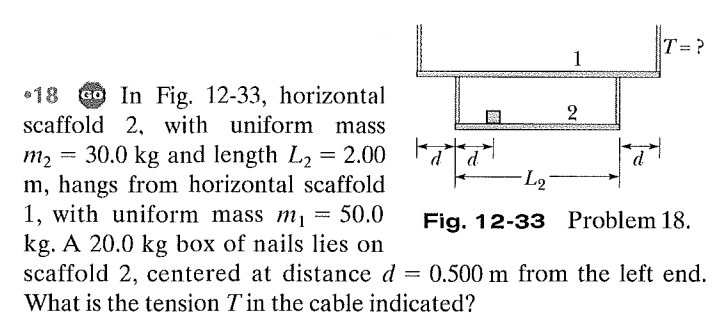 T = ?
1
•18 GO In Fig. 12-33, horizontal
scaffold 2, with uniform mass
2
m₂ = 30.0 kg and length L₂ = 2.00
d d d
m, hangs from horizontal scaffold
L₂
1, with uniform mass m₁ = 50.0
Fig. 12-33 Problem 18.
kg. A 20.0 kg box of nails lies on
scaffold 2, centered at distance d = 0.500 m from the left end.
What is the tension T in the cable indicated?